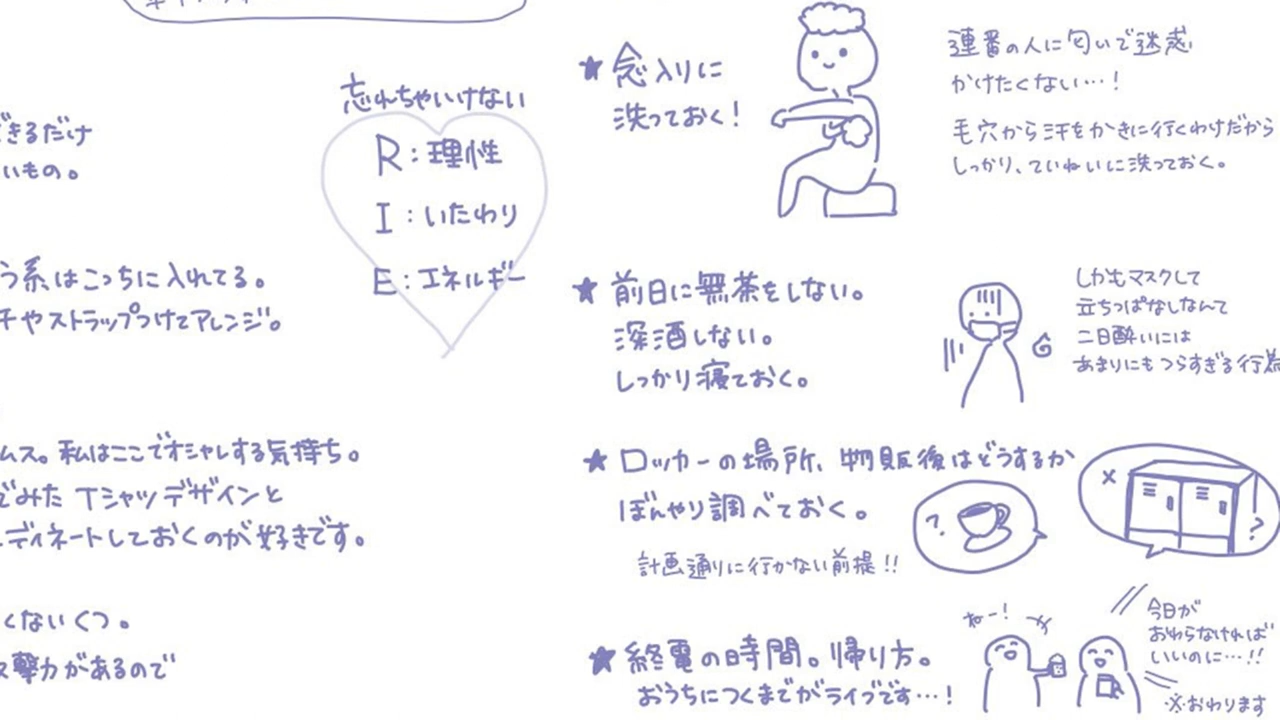 できるだけ
いもの。
う系はこっちに入れてる。
チやストラップつけてアレンジ。
ムス。私はここでオシャレする気持ち。
でみたTシャツデザインと
ディネートしておくのが好きです。
くないくつ。
撃力があるので
忘れちゃいけない
R:理性
I:いたわり
E:エネルギー
★念入りに
洗っておく!
連番の人に匂いで迷惑
かけたくない…!
毛穴から汗をかきに行くわけだから
しっかり、ていねいに洗っておく。
★前日に無茶をしない。
深酒しない。
しっかり寝ておく。
しかもマスクして
立ちっぱなしなんて
二日酔いには
あまりにもつらすぎる行為
★ロッカーの場所、物販後はどうするか
ぼんやり調べておく。
計画通りに行かない前提!!
?
×
?
★終電の時間。帰り方。
おうちにつくまでがライブです…!
ねー!
今日が
おわらなければ
いいのに…!!
※おわります